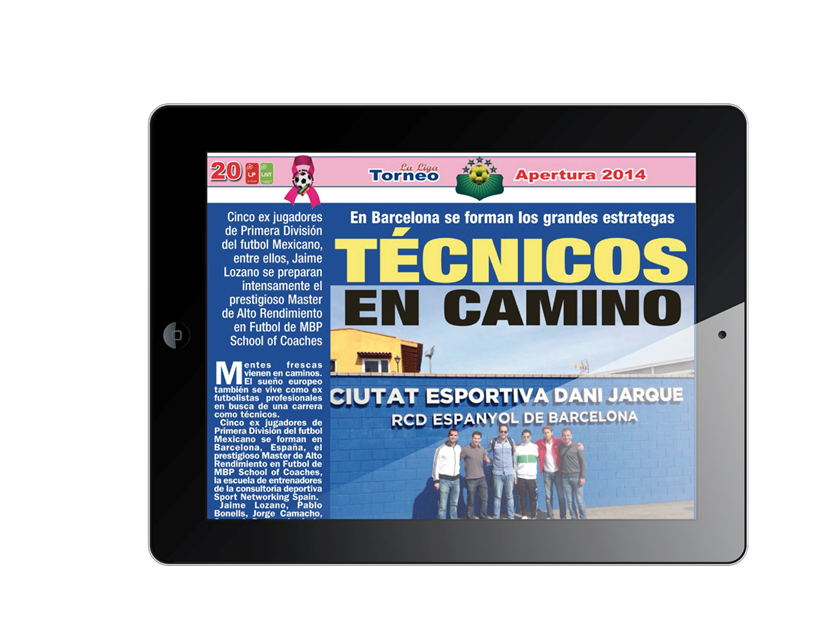 20
La Liga
Torneo
Apertura 2014
Cinco ex jugadores
de Primera División
del futbol Mexicano,
entre ellos, Jaime
Lozano se preparan
intensamente el
prestigioso Master
de Alto Rendimiento
en Futbol de MBP
School of Coaches
En Barcelona se forman los grandes estrategas
TÉCNICOS
EN CAMINO
Mentes frescas
vienen en caminos.
El sueño europeo
también se vive como ex
futbolistas profesionales
en busca de una carrera
como técnicos.
Cinco ex jugadores de
Primera División del futbol
Mexicano se forman en
Barcelona, España, el
prestigioso Master de Alto
Rendimiento en Futbol de
MBP School of Coaches,
la escuela de entrenadores
de la consultoría deportiva
Sport Networking Spain.
Jaime Lozano, Pablo
Bonells, Jorge Camacho,
CIUTAT ESPORTIVA DANI JARQUE
RCD ESPANYOL DE BARCELONA